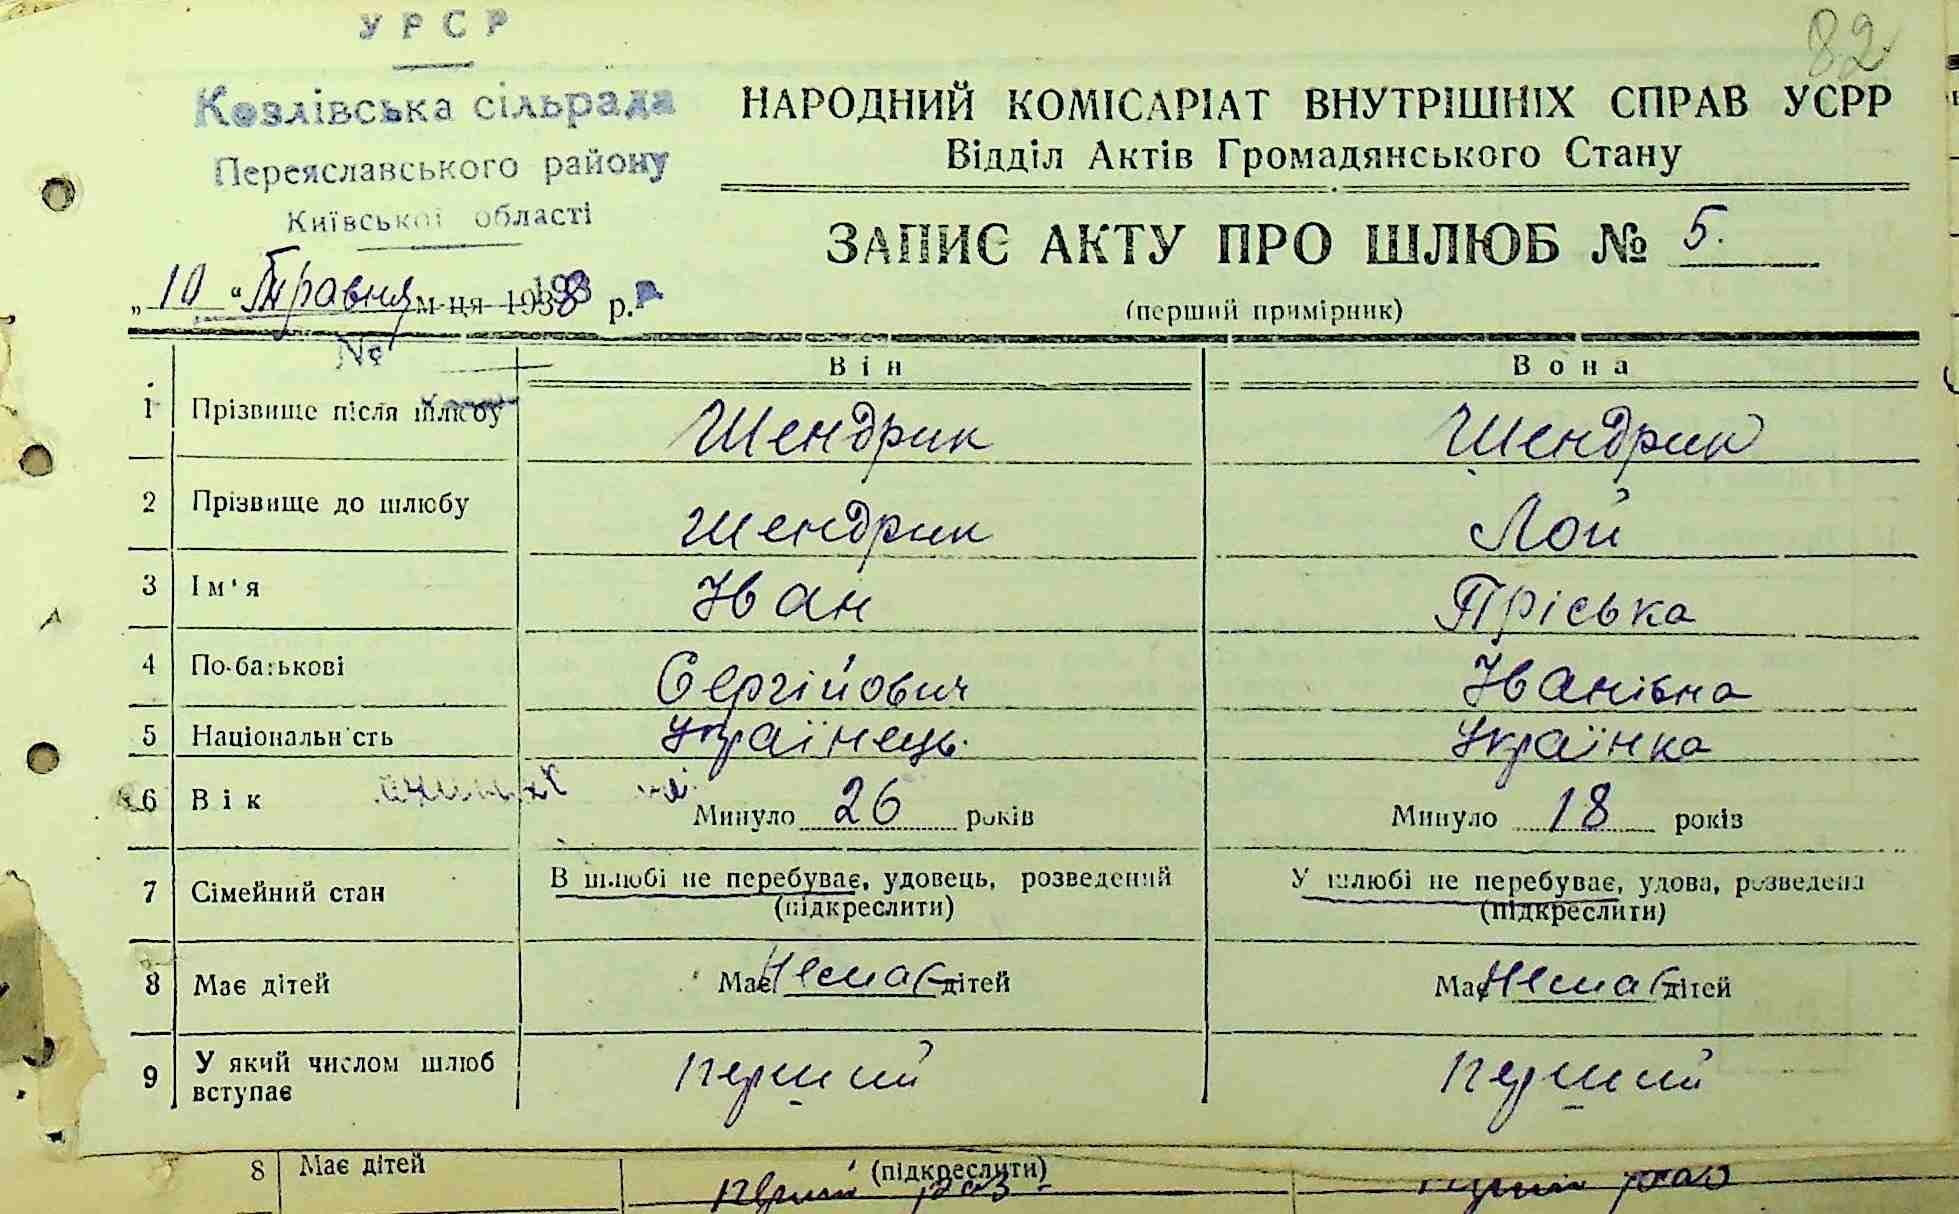 82
УРСР
Козлівська сільрада
Переяславського району
Київської області
НАРОДНИЙ КОМІСАРІАТ ВНУТРІШНІХ СПРАВ УСРР
Відділ Актів Громадянського Стану
ЗАПИС АКТУ ПРО ШЛЮБ № 5.
„10“ Травня м-ця 1938 р.
(перший примірник)
№
Він Вона
1 Прізвище після шлюбу Шендрик Шендрик
2 Прізвище до шлюбу Шендрик Лой
3 Ім'я Іван Пріська
4 По-батькові Сергійович Іванівна
5 Національність Українець. Українка
6 Вік Минуло 26 років Минуло 18 років
7 Сімейний стан В шлюбі не перебуває, удовець, розведений У шлюбі не перебуває, удова, розведена
(підкреслити) (підкреслити)
8 Має дітей Має Немає дітей Має Немає дітей
9 У який числом шлюб вступає Перший Перший
8 Має дітей (підкреслити)
перший раз